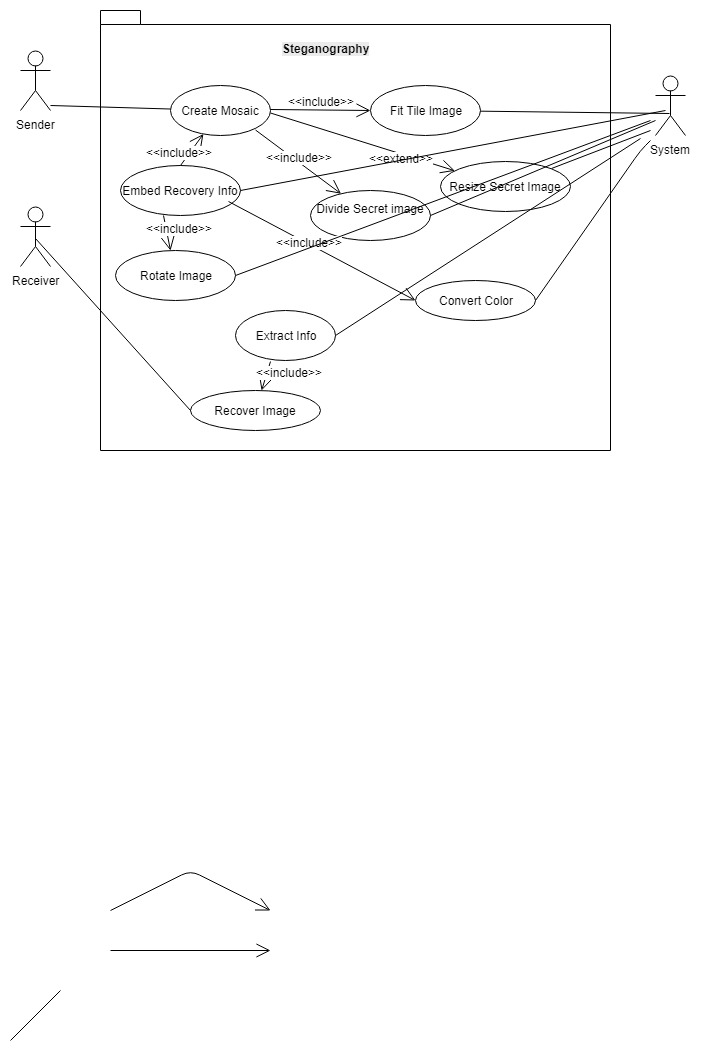 Steganography
Sender
Create Mosaic
<<include>>
Fit Tile Image
System
<<include>>
<<include>>
<<extend>>
Embed Recovery Info
Resize Secret Image
Divide Secret image
<<include>>
<<include>>
Receiver
Rotate Image
Convert Color
Extract Info
<<include>>
Recover Image